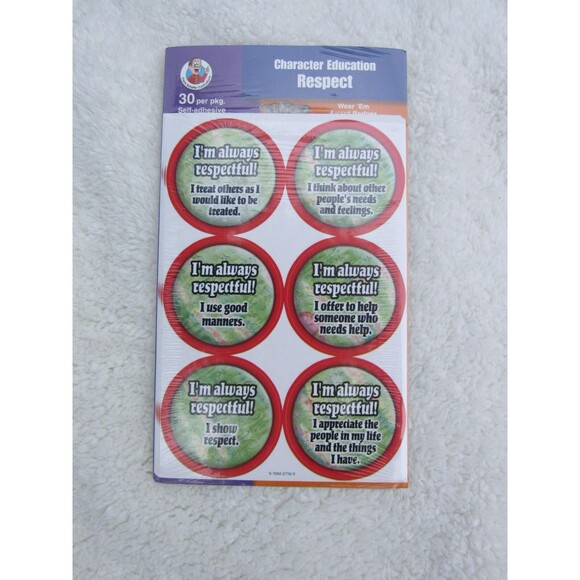 Character Education
Respect
30 per pkg.
Self-adhesive
Wear 'Em
I'm always
respectful!
I treat others as I
would like to be
treated.
I'm always
respectful!
I think about other
people's needs
and feelings.
I'm always
respectful!
I use good
manners.
I'm always
respectful!
I offer to help
someone who
needs help.
I'm always
respectful!
I show
respect.
I'm always
respectful!
I appreciate the
people in my life
and the things
I have.